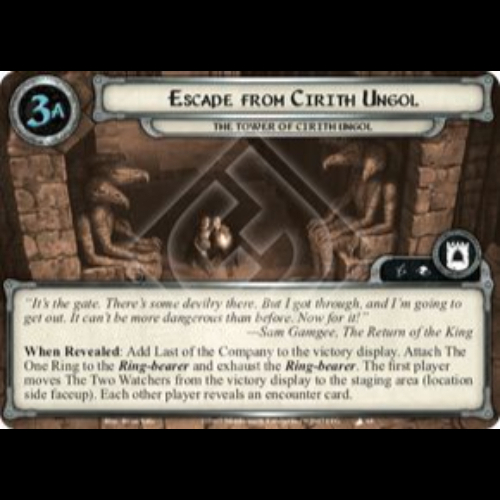 3A
Escape from Cirith Ungol
The Tower of Cirith Ungol
"It's the gate. There's some devilry there. But I got through, and I'm going to
get out. It can't be more dangerous than before. Now for it!"
—Sam Gamgee, The Return of the King
When Revealed: Add Last of the Company to the victory display. Attach The
One Ring to the Ring-bearer and exhaust the Ring-bearer. The first player
moves The Two Watchers from the victory display to the staging area (location
side faceup). Each other player reveals an encounter card.